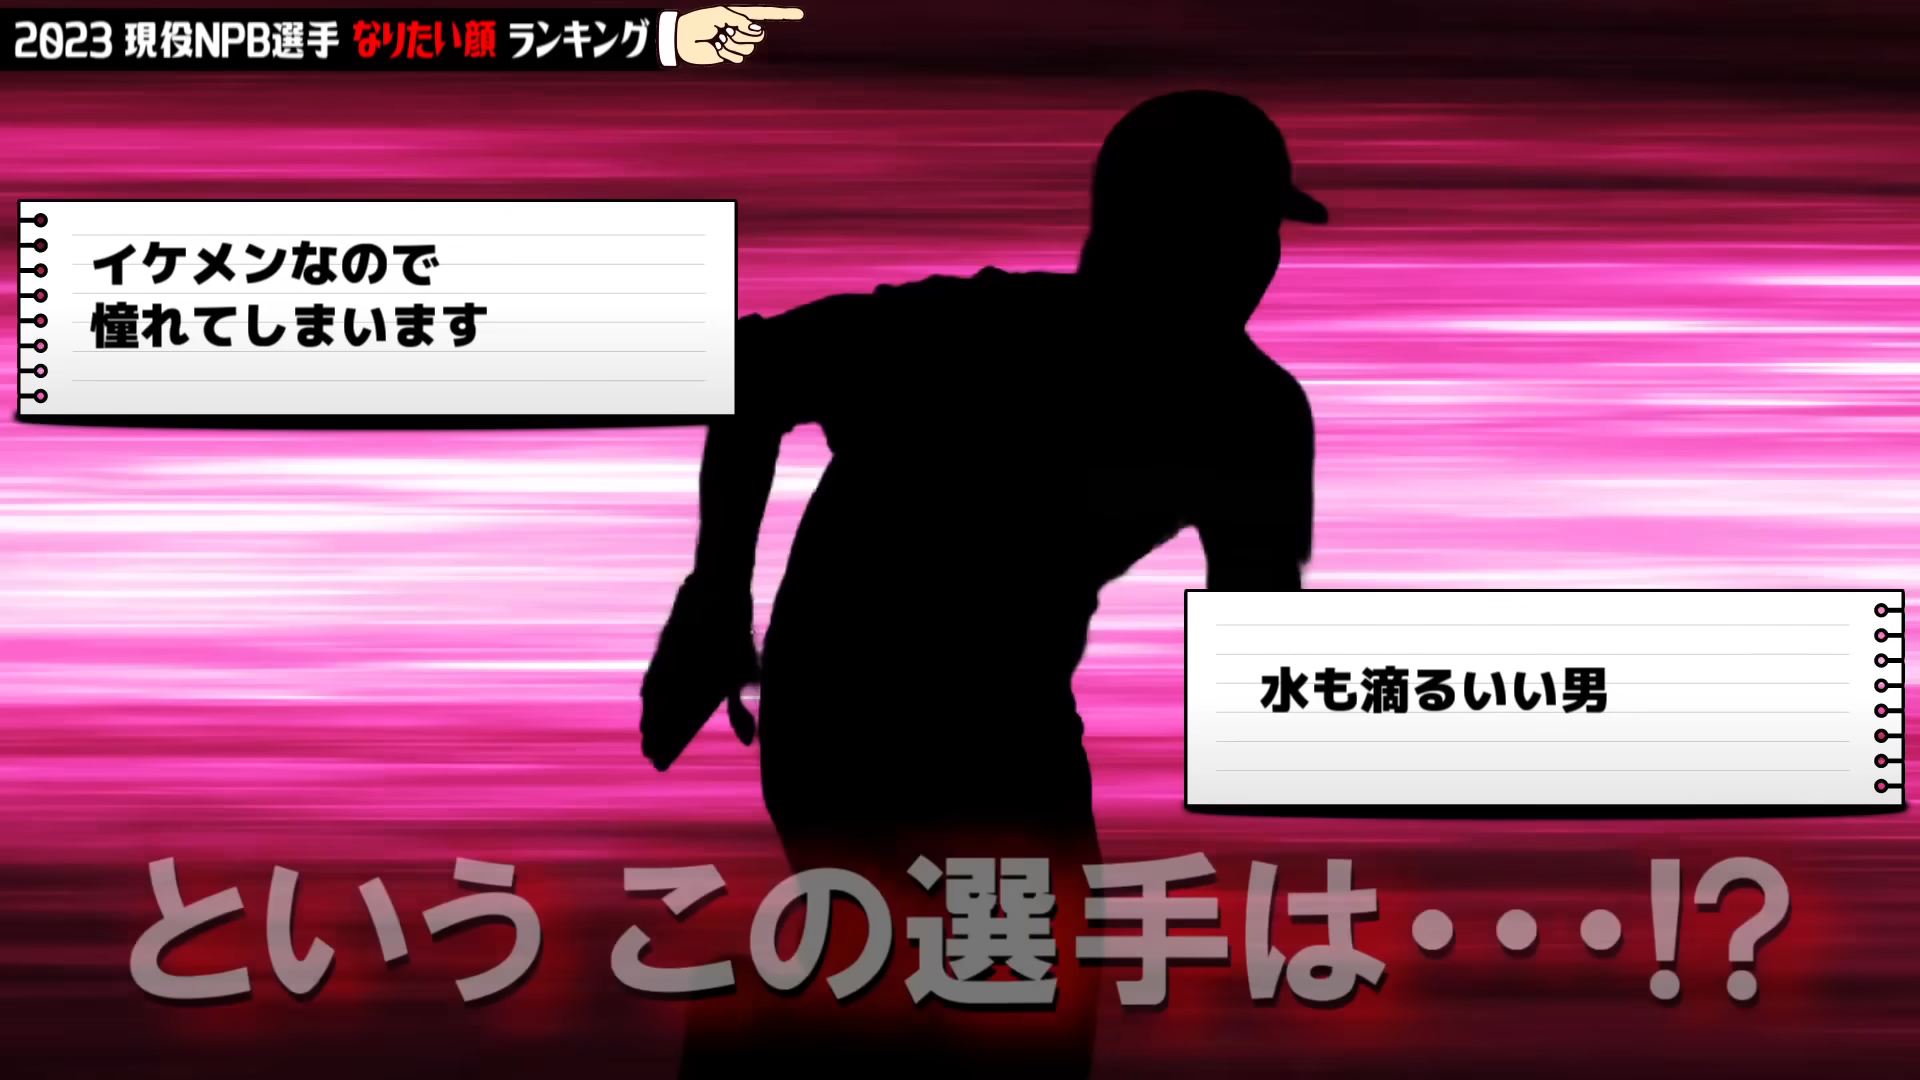 2023 現役NPB選手 なりたい顔 ランキング
イケメンなので
憧れてしまいます
水も滴るいい男
という この選手は・・・!?